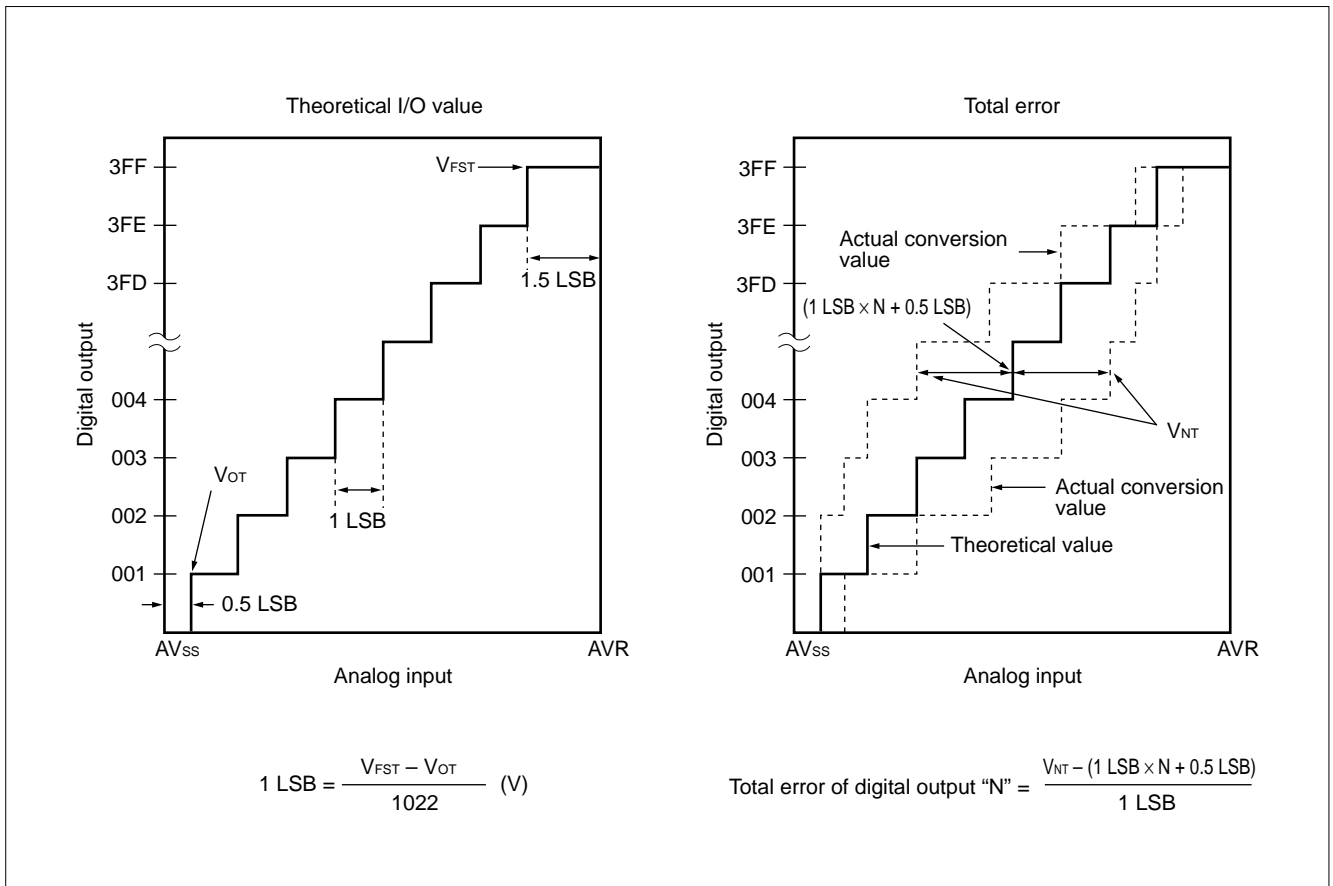 Theoretical I/O value
3FF
3FE
3FD
004
003
002
001
Digital output
VFST
1.5 LSB
1 LSB
VOT
0.5 LSB
AVSS
AVR
Analog input
1 LSB = VFST – VOT / 1022 (V)
Total error
3FF
3FE
3FD
004
003
002
001
Digital output
Actual conversion
value
(1 LSB × N + 0.5 LSB)
VNT
Actual conversion
value
Theoretical value
AVSS
AVR
Analog input
Total error of digital output “N” = VNT – (1 LSB × N + 0.5 LSB) / 1 LSB